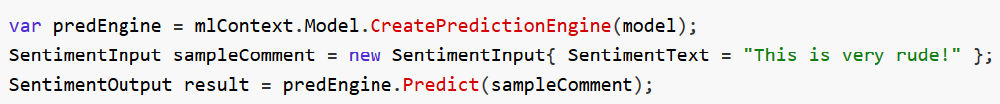 var predEngine = mlContext.Model.CreatePredictionEngine(model);
SentimentInput sampleComment = new SentimentInput{ SentimentText = "This is very rude!" };
SentimentOutput result = predEngine.Predict(sampleComment);